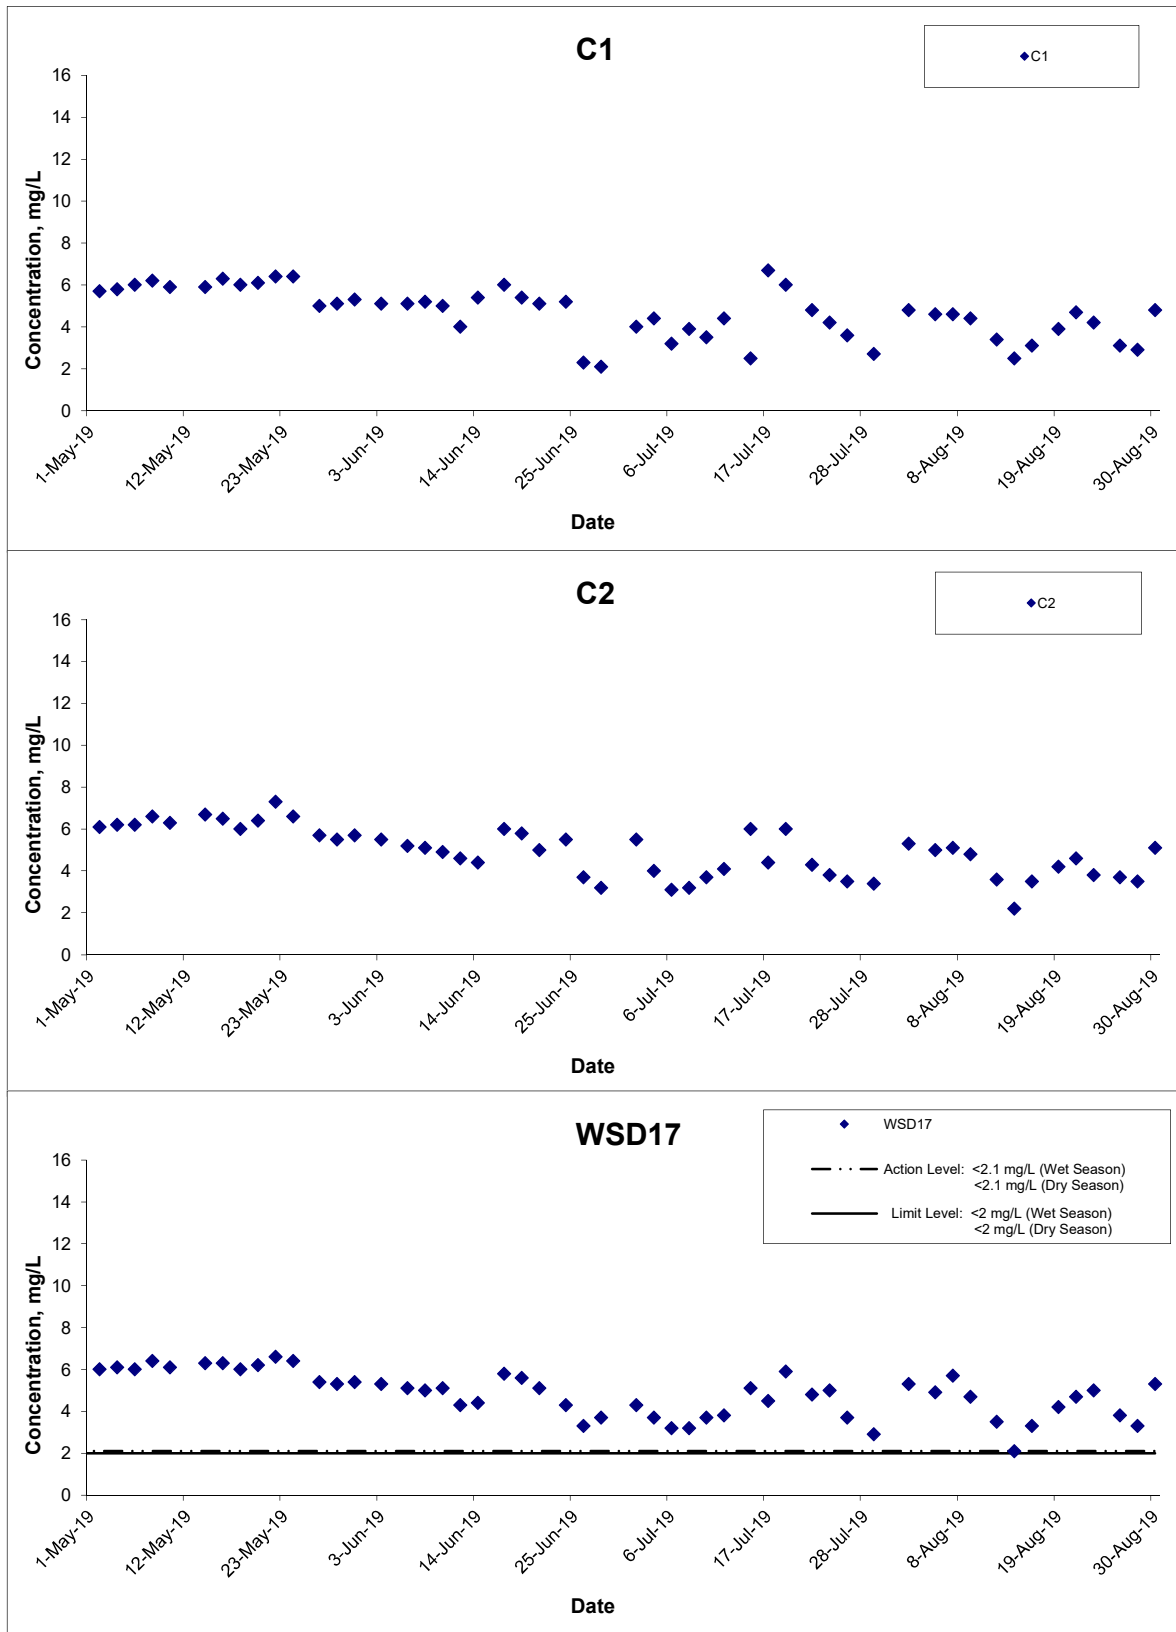 C1
C1
16
14
12
10
8
6
4
2
0
Concentration, mg/L
1-May-19
12-May-19
23-May-19
3-Jun-19
14-Jun-19
25-Jun-19
6-Jul-19
17-Jul-19
28-Jul-19
8-Aug-19
19-Aug-19
30-Aug-19
Date
C2
C2
16
14
12
10
8
6
4
2
0
Concentration, mg/L
1-May-19
12-May-19
23-May-19
3-Jun-19
14-Jun-19
25-Jun-19
6-Jul-19
17-Jul-19
28-Jul-19
8-Aug-19
19-Aug-19
30-Aug-19
Date
WSD17
WSD17
Action Level: <2.1 mg/L (Wet Season)
<2.1 mg/L (Dry Season)
Limit Level: <2 mg/L (Wet Season)
<2 mg/L (Dry Season)
16
14
12
10
8
6
4
2
0
Concentration, mg/L
1-May-19
12-May-19
23-May-19
3-Jun-19
14-Jun-19
25-Jun-19
6-Jul-19
17-Jul-19
28-Jul-19
8-Aug-19
19-Aug-19
30-Aug-19
Date